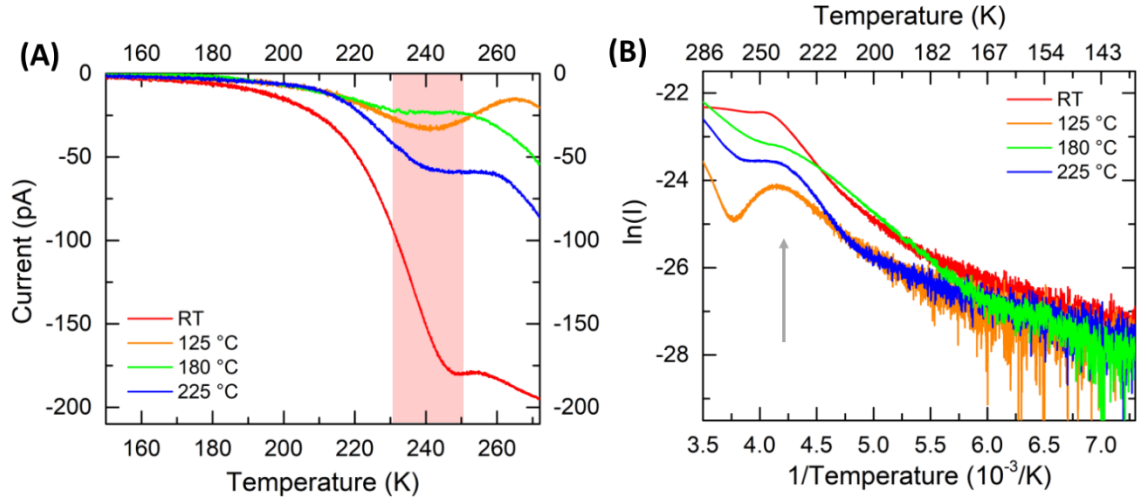 (A)
160 180 200 220 240 260
0
-50
-100
-150
-200
Current (pA)
0
-50
-100
-150
-200
RT
125 °C
180 °C
225 °C
160 180 200 220 240 260
Temperature (K)
(B)
Temperature (K)
286 250 222 200 182 167 154 143
-22
-24
-26
-28
ln(I)
RT
125 °C
180 °C
225 °C
3.5 4.0 4.5 5.0 5.5 6.0 6.5 7.0
1/Temperature (10⁻³/K)